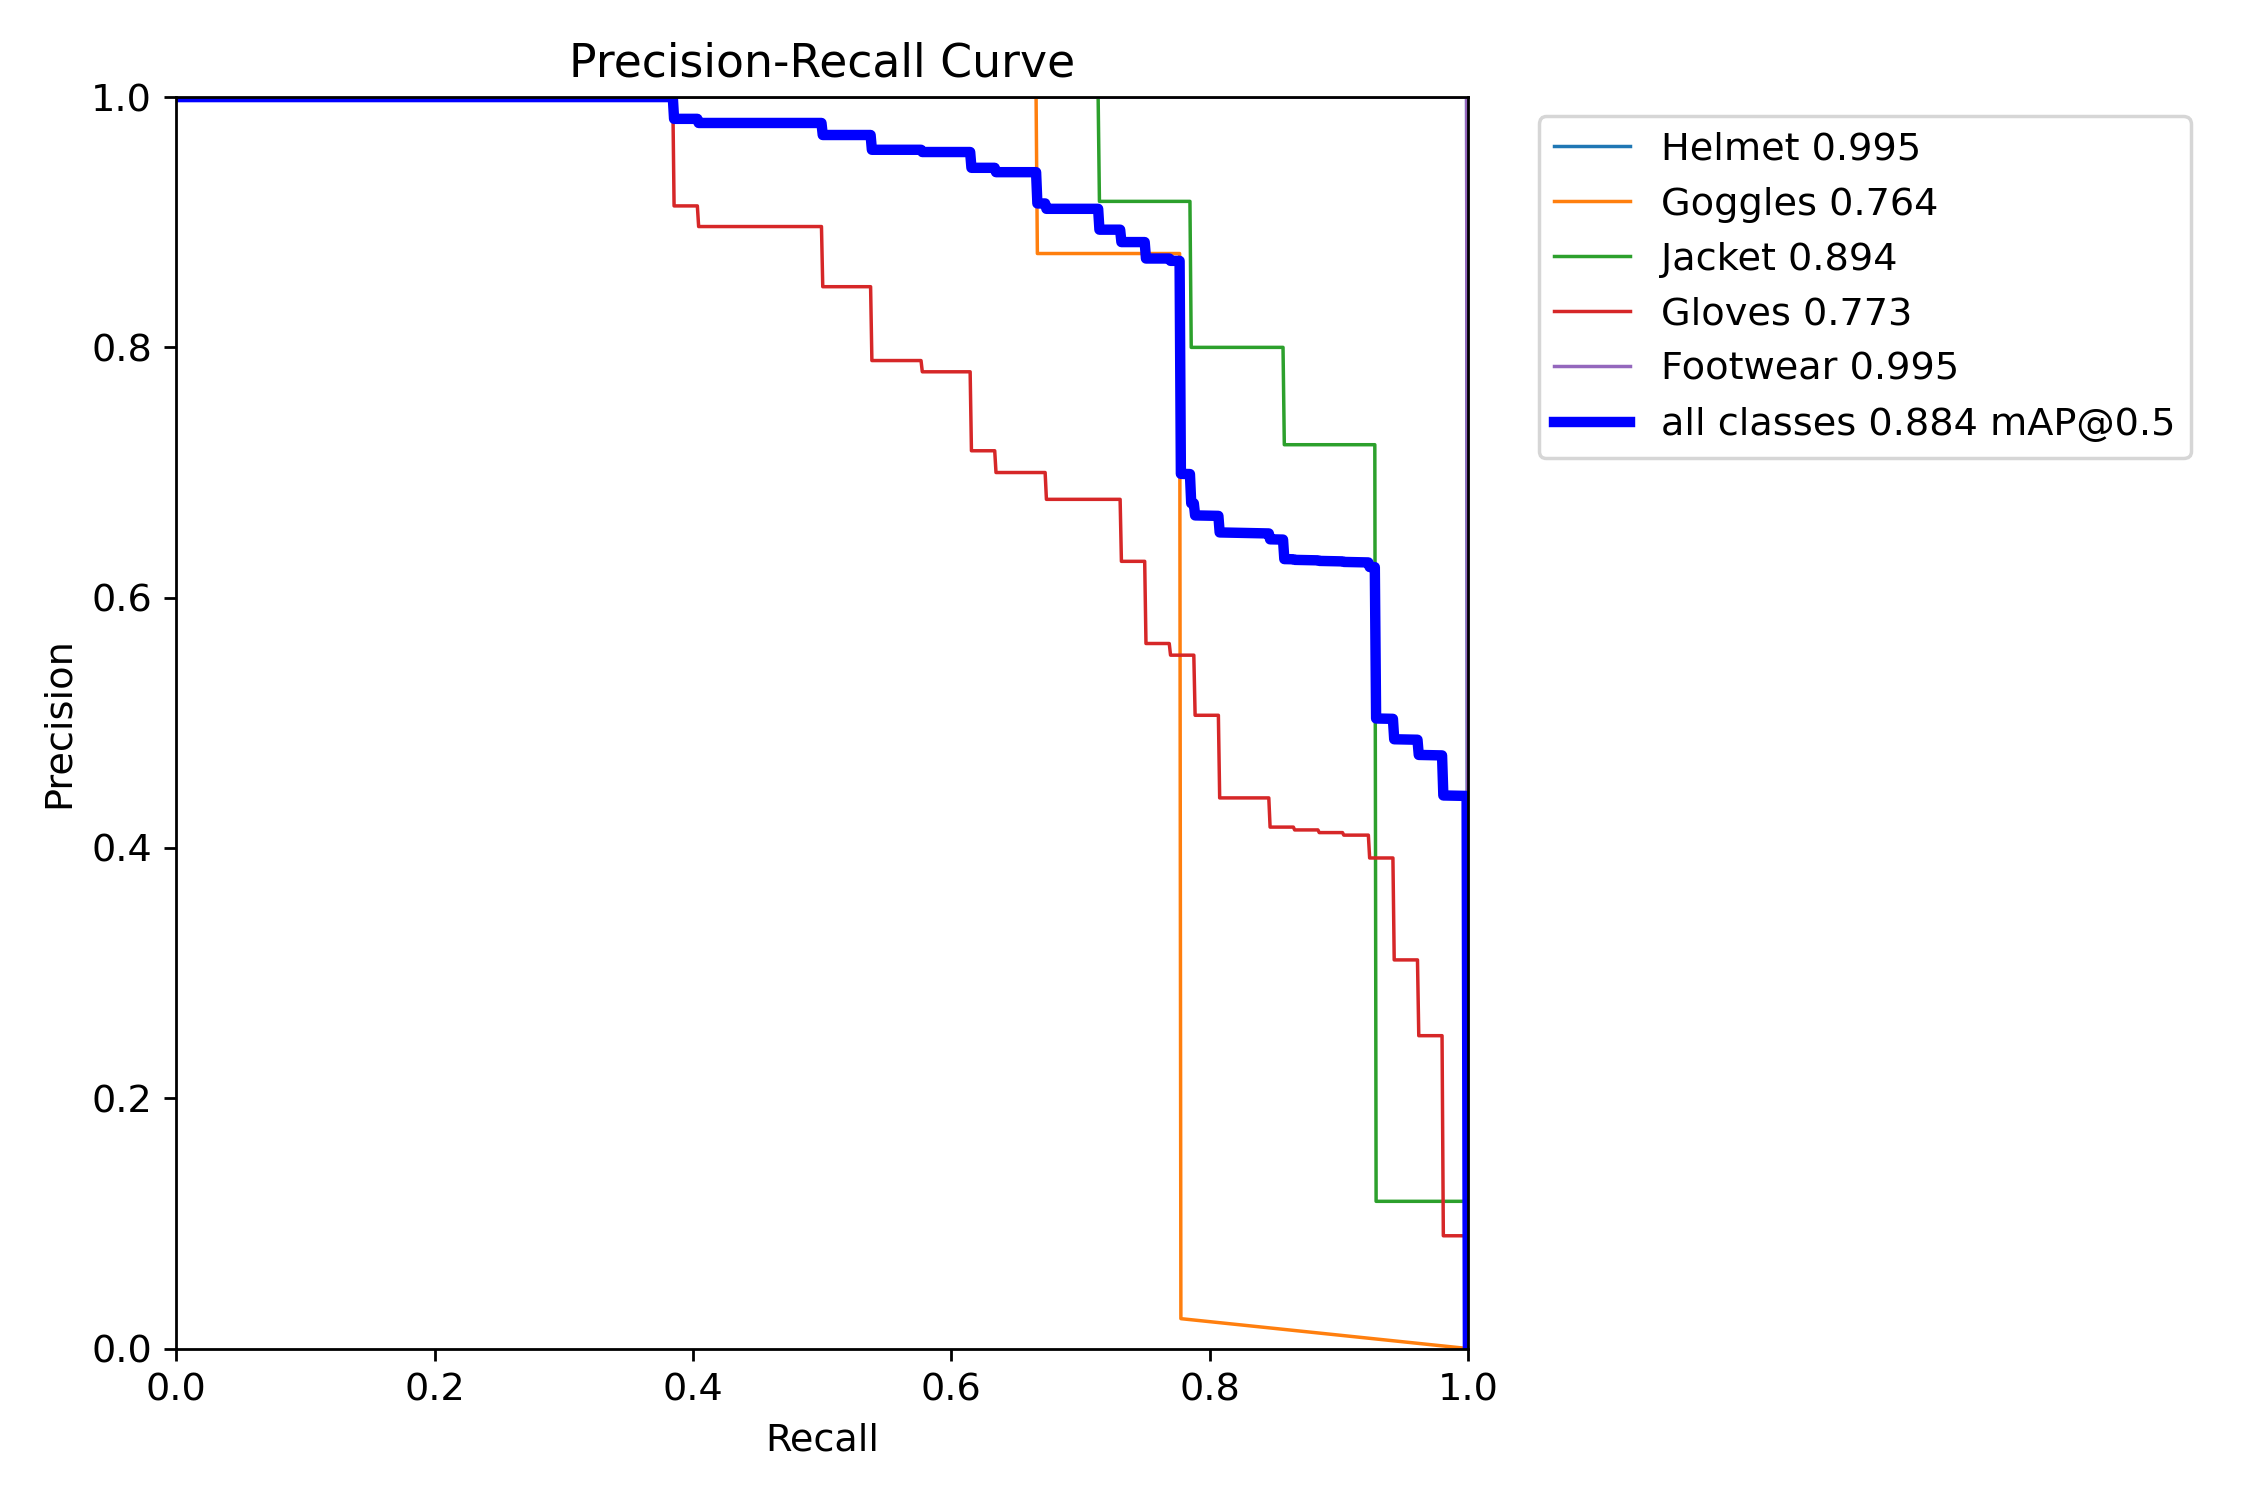 Precision-Recall Curve
1.0
0.8
0.6
0.4
0.2
0.0
Precision
0.0 0.2 0.4 0.6 0.8 1.0
Recall
Helmet 0.995
Goggles 0.764
Jacket 0.894
Gloves 0.773
Footwear 0.995
all classes 0.884 mAP@0.5